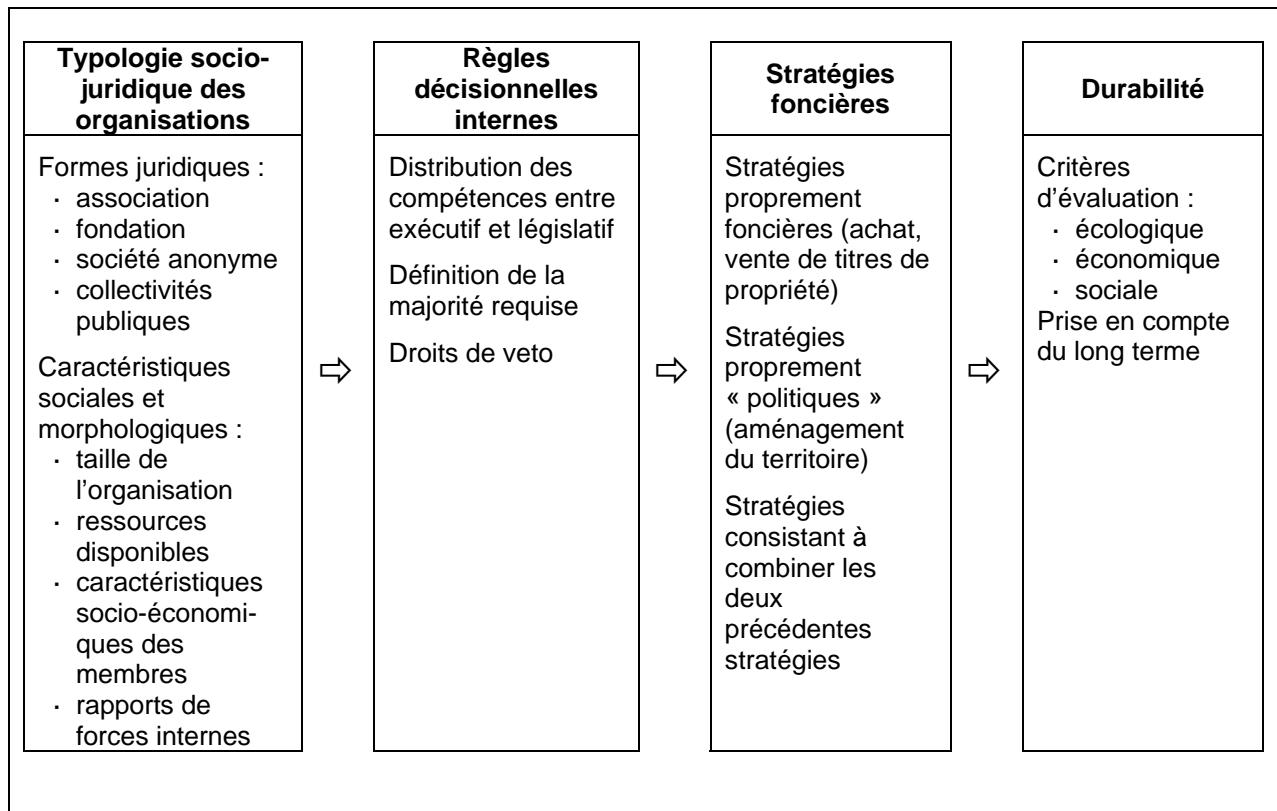 Typologie socio-
juridique des
organisations
Formes juridiques :
· association
· fondation
· société anonyme
· collectivités
publiques
Caractéristiques
sociales et
morphologiques :
· taille de
l’organisation
· ressources
disponibles
· caractéristiques
socio-économi-
ques des
membres
· rapports de
forces internes
⇨
Règles
décisionnelles
internes
Distribution des
compétences entre
exécutif et législatif
Définition de la
majorité requise
Droits de veto
⇨
Stratégies
foncières
Stratégies
proprement
foncières (achat,
vente de titres de
propriété)
Stratégies
proprement
« politiques »
(aménagement
du territoire)
Stratégies
consistant à
combiner les
deux
précédentes
stratégies
⇨
Durabilité
Critères
d’évaluation :
· écologique
· économique
· sociale
Prise en compte
du long terme